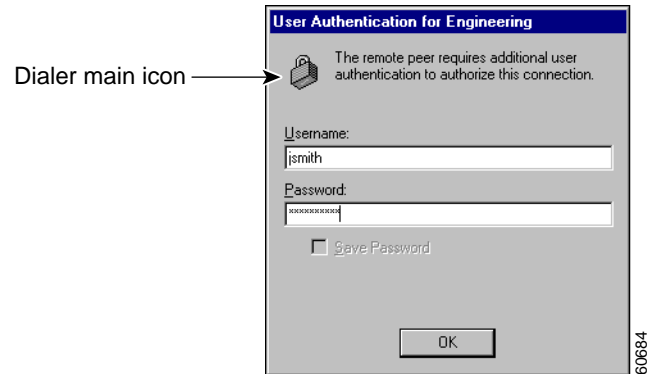 User Authentication for Engineering
Dialer main icon
The remote peer requires additional user
authentication to authorize this connection.
Username:
jsmith
Password:
**********
Save Password
OK
60684